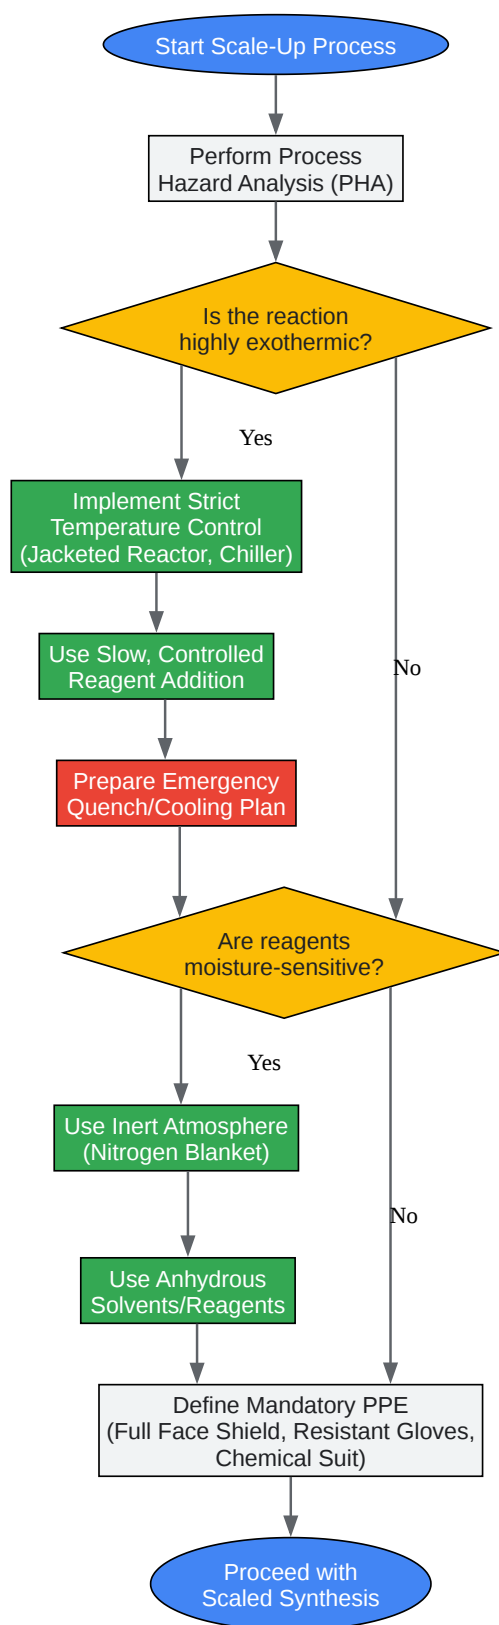 Start Scale-Up Process
Perform Process
Hazard Analysis (PHA)
Is the reaction
highly exothermic?
Yes
Implement Strict
Temperature Control
(Jacketed Reactor, Chiller)
Use Slow, Controlled
Reagent Addition
No
Prepare Emergency
Quench/Cooling Plan
Are reagents
moisture-sensitive?
Yes
Use Inert Atmosphere
(Nitrogen Blanket)
No
Use Anhydrous
Solvents/Reagents
Define Mandatory PPE
(Full Face Shield, Resistant Gloves,
Chemical Suit)
Proceed with
Scaled Synthesis